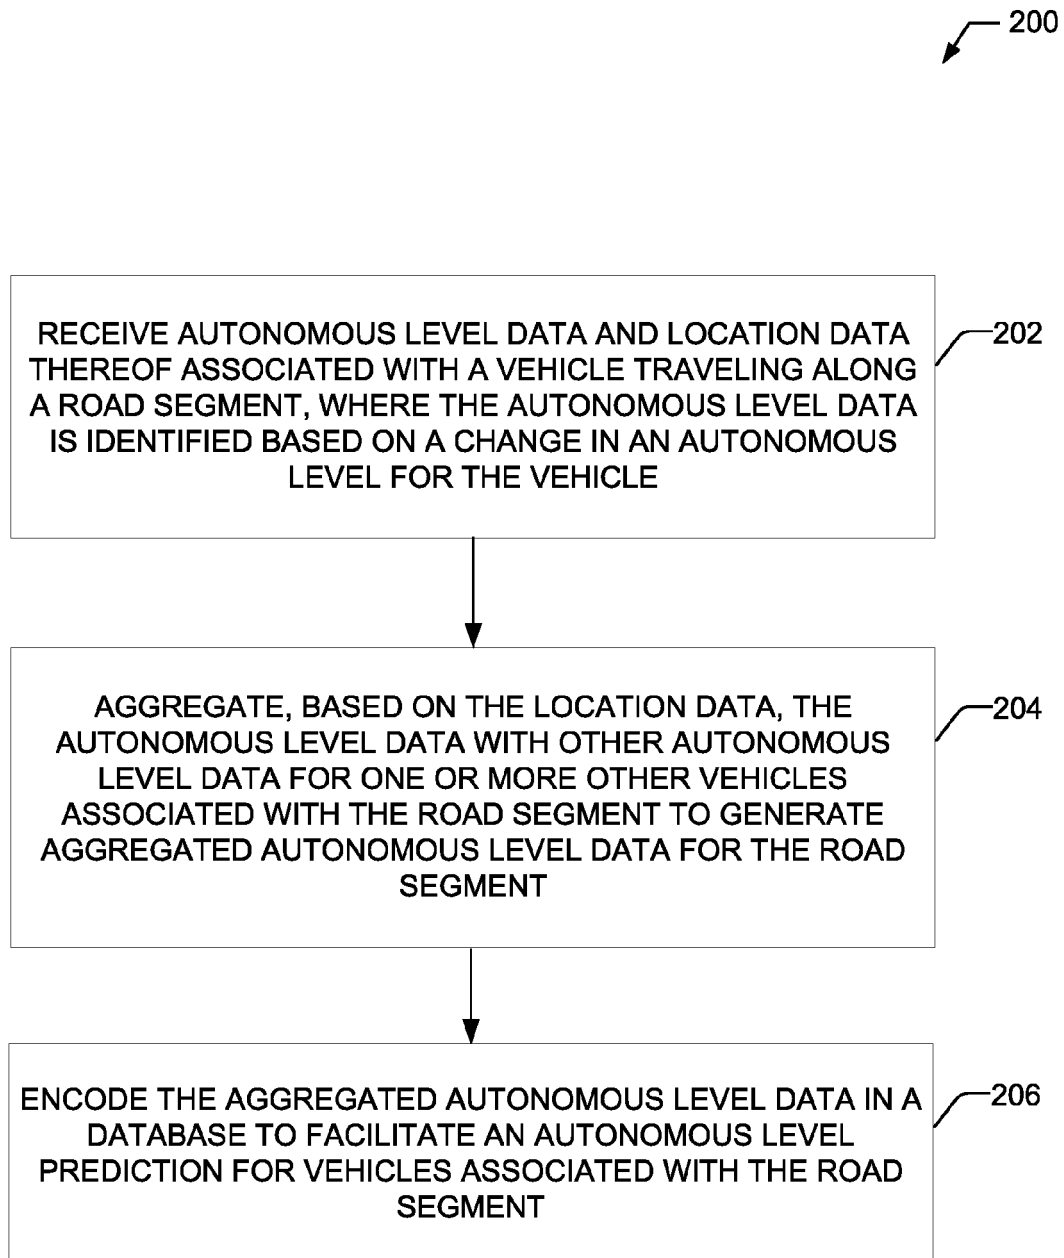 200
RECEIVE AUTONOMOUS LEVEL DATA AND LOCATION DATA
THEREOF ASSOCIATED WITH A VEHICLE TRAVELING ALONG
A ROAD SEGMENT, WHERE THE AUTONOMOUS LEVEL DATA
IS IDENTIFIED BASED ON A CHANGE IN AN AUTONOMOUS
LEVEL FOR THE VEHICLE
202
AGGREGATE, BASED ON THE LOCATION DATA, THE
AUTONOMOUS LEVEL DATA WITH OTHER AUTONOMOUS
LEVEL DATA FOR ONE OR MORE OTHER VEHICLES
ASSOCIATED WITH THE ROAD SEGMENT TO GENERATE
AGGREGATED AUTONOMOUS LEVEL DATA FOR THE ROAD
SEGMENT
204
ENCODE THE AGGREGATED AUTONOMOUS LEVEL DATA IN A
DATABASE TO FACILITATE AN AUTONOMOUS LEVEL
PREDICTION FOR VEHICLES ASSOCIATED WITH THE ROAD
SEGMENT
206